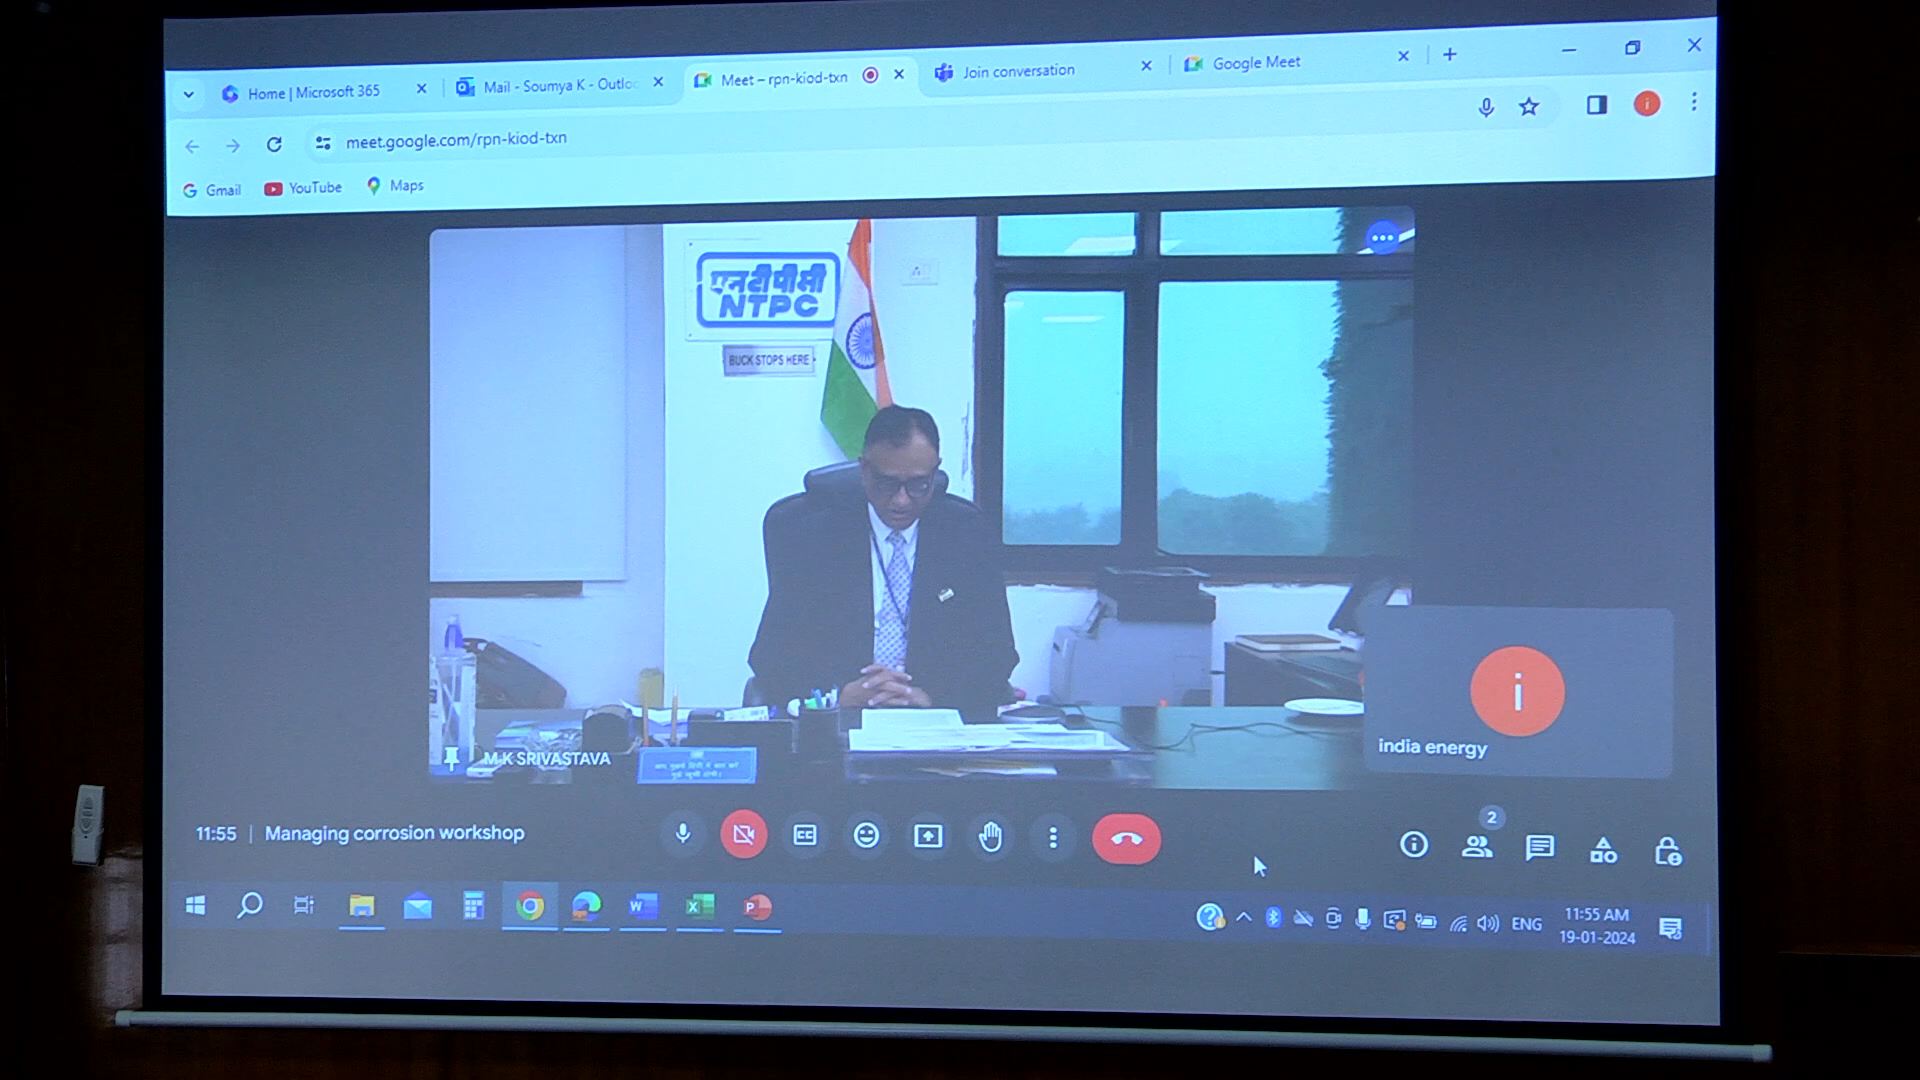 Home | Microsoft 365
Mail - Soumya K - Outlo
Meet – rpn-kiod-txn
Join conversation
Google Meet
meet.google.com/rpn-kiod-txn
Gmail
YouTube
Maps
एनटीपीसी
NTPC
BUCK STOPS HERE
M K SRIVASTAVA
i
india energy
11:55 | Managing corrosion workshop
2
ENG
11:55 AM
19-01-2024